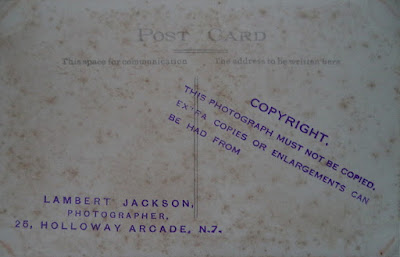 POST CARD
This space for communication The address to be written here
COPYRIGHT.
THIS PHOTOGRAPH MUST NOT BE COPIED.
EXTRA COPIES OR ENLARGEMENTS CAN
BE HAD FROM
LAMBERT JACKSON,
PHOTOGRAPHER,
26, HOLLOWAY ARCADE, N.7.